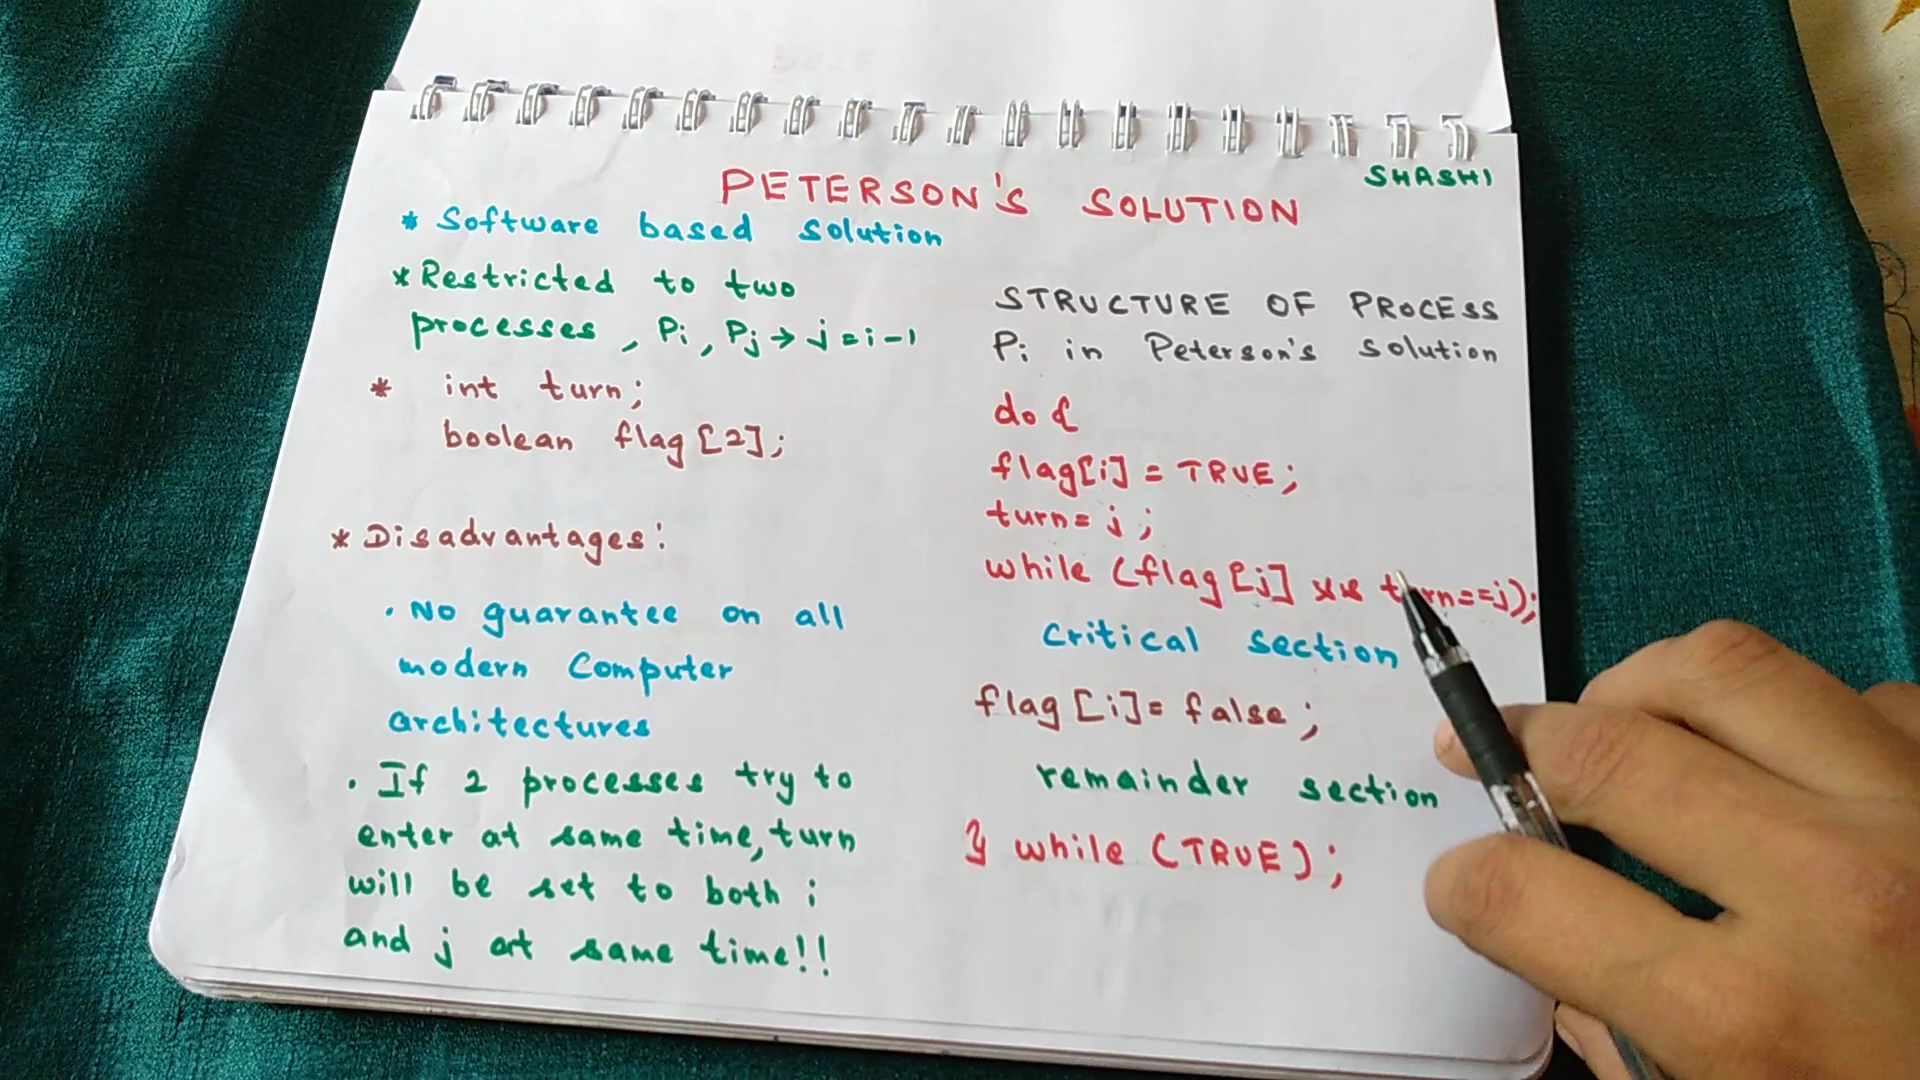 SHASHI
PETERSON'S SOLUTION
* Software based solution
* Restricted to two
processes, Pi, Pj → j = i - 1
* int turn;
boolean flag [2];
* Disadvantages:
. No guarantee on all
modern Computer
architectures
. If 2 processes try to
enter at same time, turn
will be set to both i
and j at same time!!
STRUCTURE OF PROCESS
Pi in Peterson's solution
do {
flag[i] = TRUE;
turn = j;
while (flag [j] && turn == j);
critical section
flag [i] = false;
remainder section
} while (TRUE);